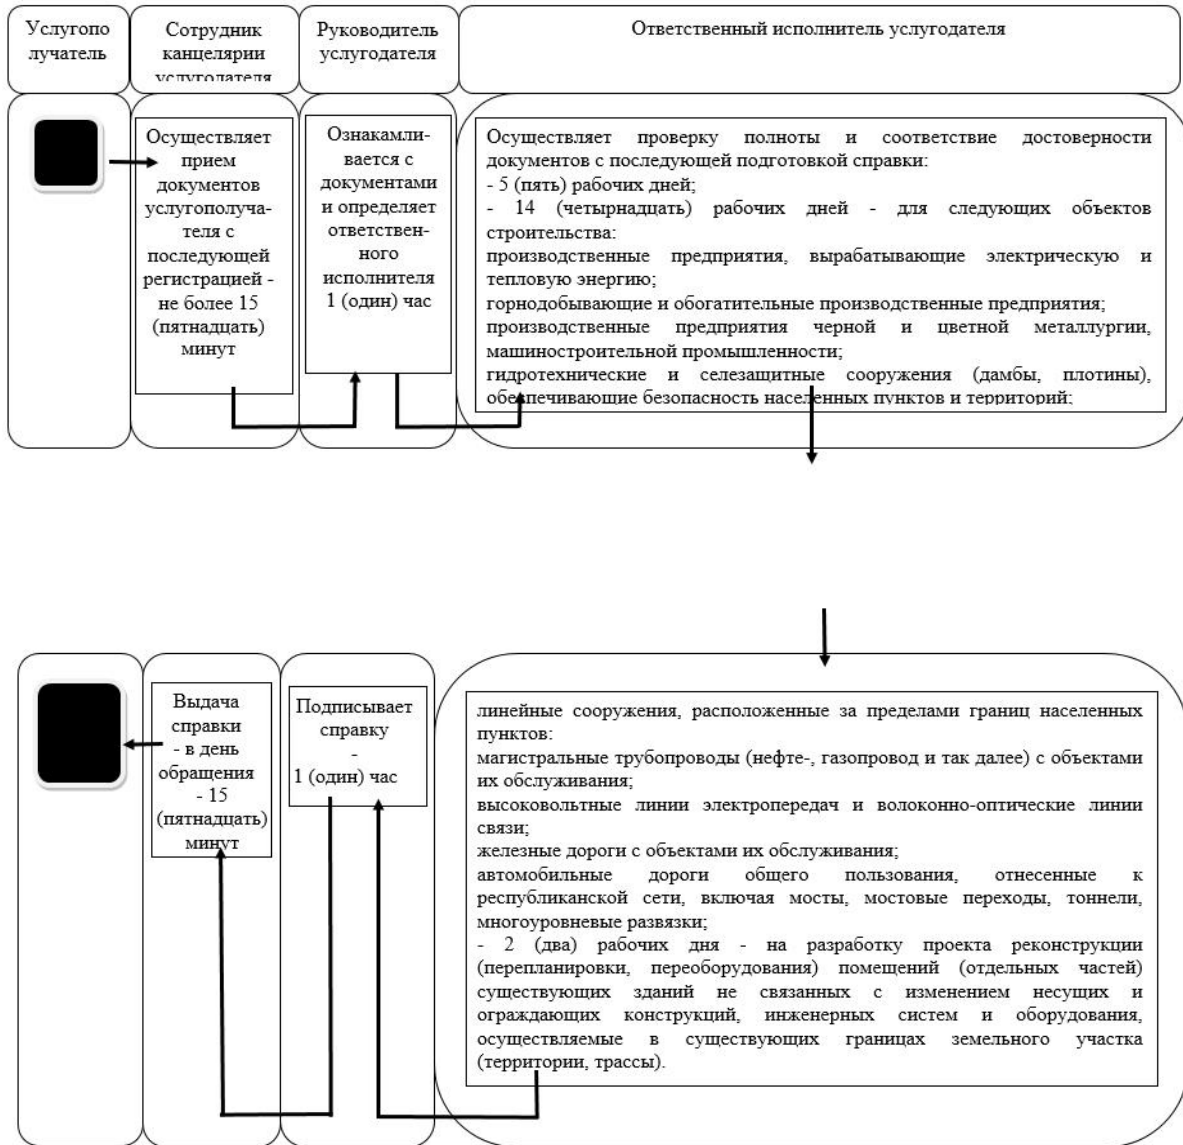 Услугопо
лучатель
Сотрудник
канцелярии
услугодателя
Руководитель
услугодателя
Ответственный исполнитель услугодателя
Осуществляет
прием
документов
услугополуча-
теля с
последующей
регистрацией -
не более 15
(пятнадцать)
минут
Ознакамли-
вается с
документами
и определяет
ответствен-
ного
исполнителя
1 (один) час
Осуществляет проверку полноты и соответствие достоверности
документов с последующей подготовкой справки:
- 5 (пять) рабочих дней;
- 14 (четырнадцать) рабочих дней - для следующих объектов
строительства:
производственные предприятия, вырабатывающие электрическую и
тепловую энергию;
горнодобывающие и обогатительные производственные предприятия;
производственные предприятия черной и цветной металлургии,
машиностроительной промышленности;
гидротехнические и селезащитные сооружения (дамбы, плотины),
обеспечивающие безопасность населенных пунктов и территорий;
Выдача
справки
- в день
обращения
- 15
(пятнадцать)
минут
Подписывает
справку
-
1 (один) час
линейные сооружения, расположенные за пределами границ населенных
пунктов:
магистральные трубопроводы (нефте-, газопровод и так далее) с объектами
их обслуживания;
высоковольтные линии электропередач и волоконно-оптические линии
связи;
железные дороги с объектами их обслуживания;
автомобильные дороги общего пользования, отнесенные к
республиканской сети, включая мосты, мостовые переходы, тоннели,
многоуровневые развязки;
- 2 (два) рабочих дня - на разработку проекта реконструкции
(перепланировки, переоборудования) помещений (отдельных частей)
существующих зданий не связанных с изменением несущих и
ограждающих конструкций, инженерных систем и оборудования,
осуществляемые в существующих границах земельного участка
(территории, трассы).